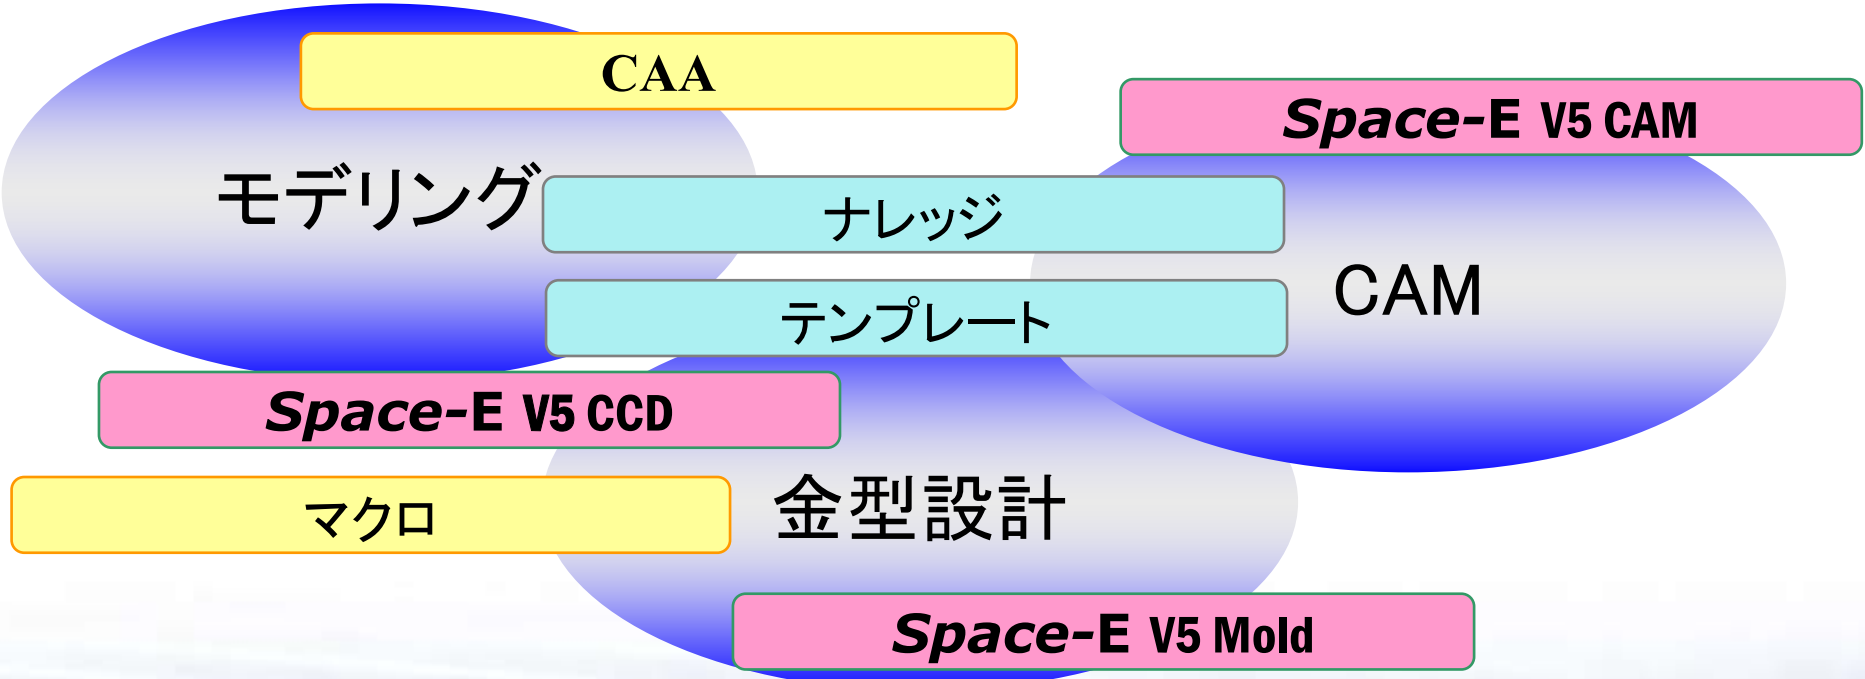 CAA
Space-E V5 CAM
モデリング
ナレッジ
CAM
テンプレート
Space-E V5 CCD
金型設計
マクロ
Space-E V5 Mold